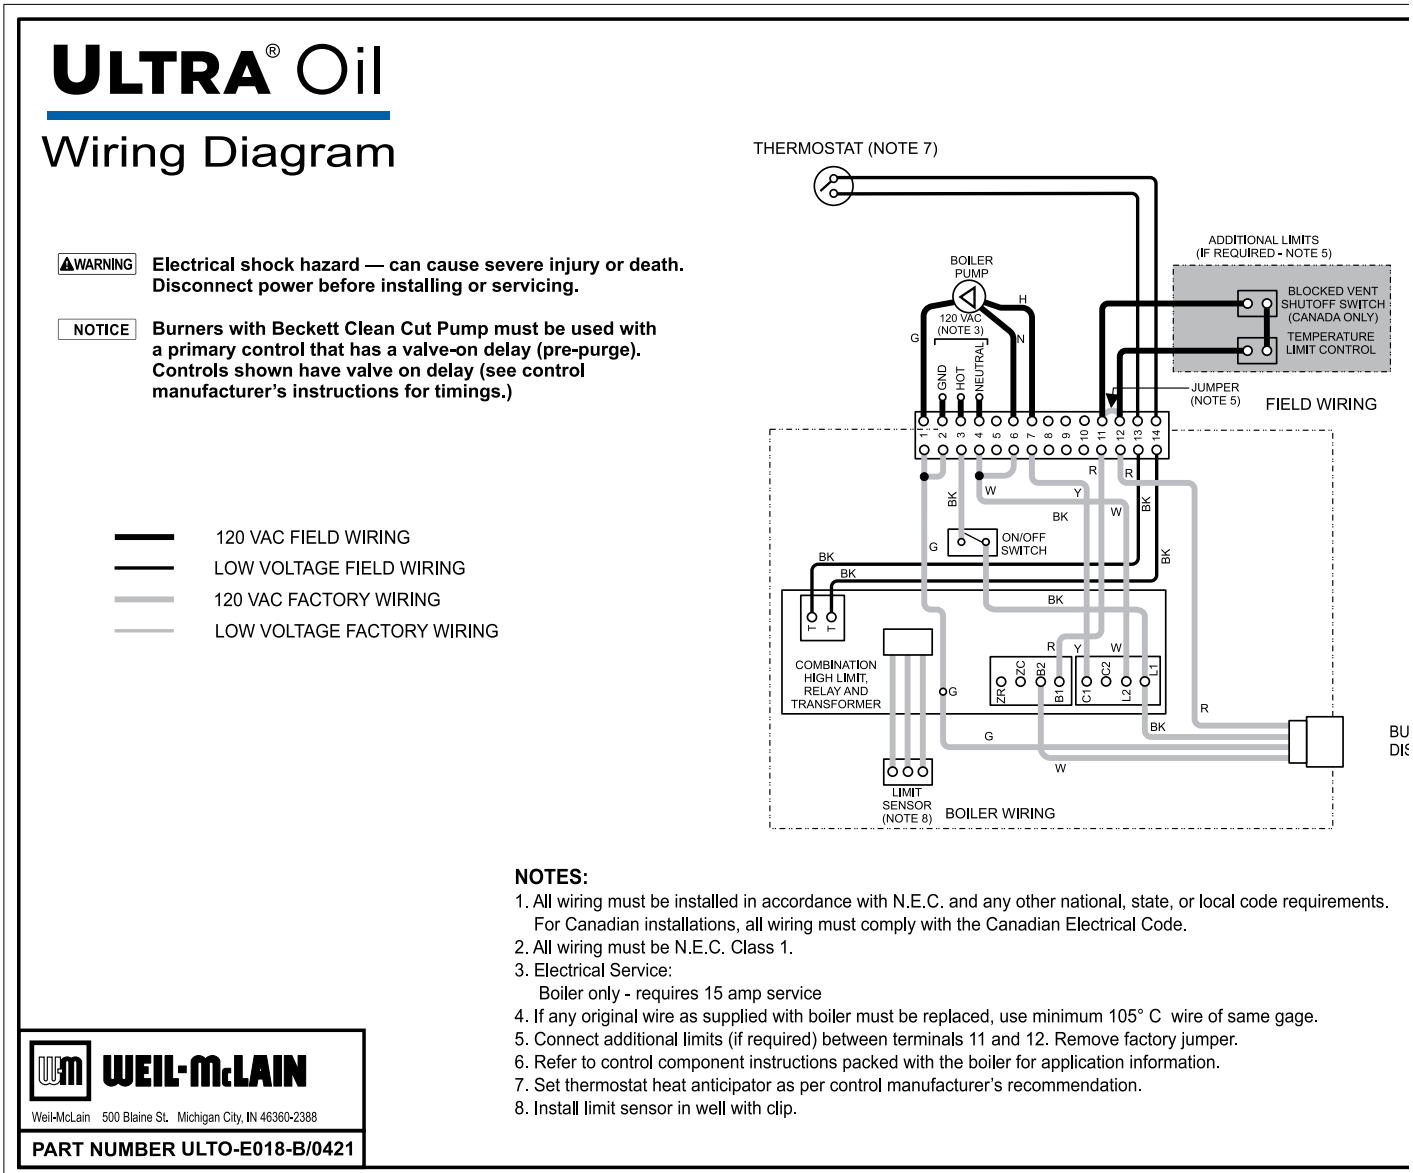 ULTRA® Oil
Wiring Diagram
WARNING
Electrical shock hazard — can cause severe injury or death.
Disconnect power before installing or servicing.
NOTICE
Burners with Beckett Clean Cut Pump must be used with
a primary control that has a valve-on delay (pre-purge).
Controls shown have valve on delay (see control
manufacturer's instructions for timings.)
120 VAC FIELD WIRING
LOW VOLTAGE FIELD WIRING
120 VAC FACTORY WIRING
LOW VOLTAGE FACTORY WIRING
THERMOSTAT (NOTE 7)
ADDITIONAL LIMITS
(IF REQUIRED - NOTE 5)
BLOCKED VENT
SHUTOFF SWITCH
(CANADA ONLY)
TEMPERATURE
LIMIT CONTROL
BOILER
PUMP
H
120 VAC
(NOTE 3)
G
N
GND
HOT
NEUTRAL
JUMPER
(NOTE 5)
FIELD WIRING
1 2 3 4 5 6 7 8 9 10 11 12 13 14
R
R
BK
W
Y
BK
W
BK
BK
G
ON/OFF
SWITCH
BK
BK
BK
T T
R Y W
COMBINATION
HIGH LIMIT,
RELAY AND
TRANSFORMER
G
ZR ZC B2 B1 C1 C2 L2 L1
R
BK
G
W
BU
DIS
LIMIT
SENSOR
(NOTE 8)
BOILER WIRING
NOTES:
1. All wiring must be installed in accordance with N.E.C. and any other national, state, or local code requirements.
For Canadian installations, all wiring must comply with the Canadian Electrical Code.
2. All wiring must be N.E.C. Class 1.
3. Electrical Service:
Boiler only - requires 15 amp service
4. If any original wire as supplied with boiler must be replaced, use minimum 105° C wire of same gage.
5. Connect additional limits (if required) between terminals 11 and 12. Remove factory jumper.
6. Refer to control component instructions packed with the boiler for application information.
7. Set thermostat heat anticipator as per control manufacturer's recommendation.
8. Install limit sensor in well with clip.
WM WEIL-McLAIN
Weil-McLain 500 Blaine St. Michigan City, IN 46360-2388
PART NUMBER ULTO-E018-B/0421